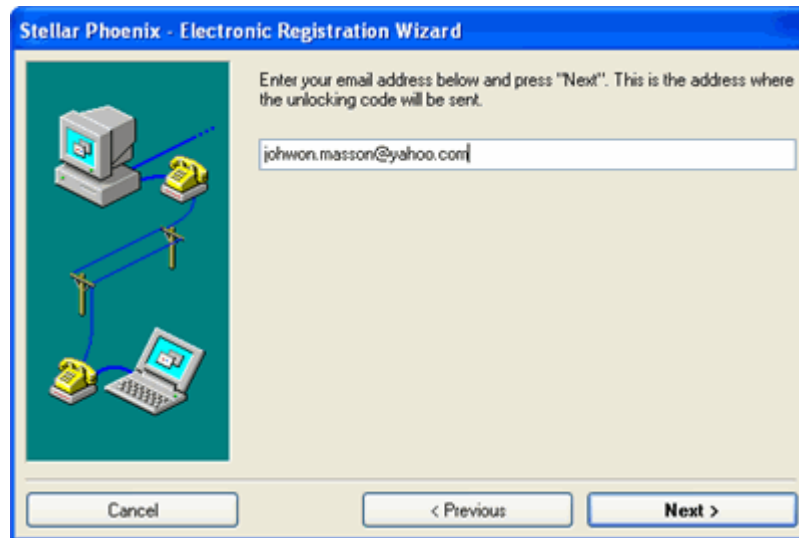 Stellar Phoenix - Electronic Registration Wizard
Enter your email address below and press "Next". This is the address where
the unlocking code will be sent.
johwon.masson@yahoo.com
Cancel
< Previous
Next >